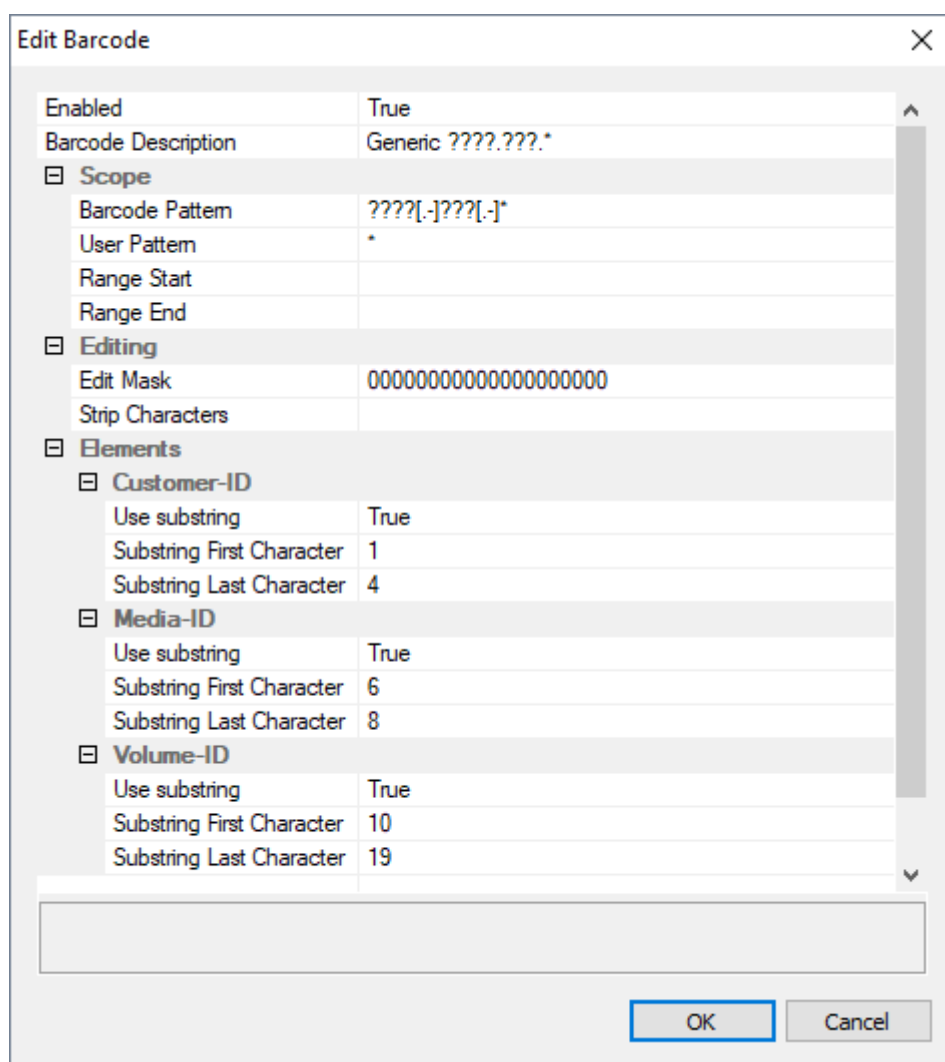 Edit Barcode
Enabled True
Barcode Description Generic ????.???.*
Scope
Barcode Pattern ????[.-]???[.-]*
User Pattern *
Range Start
Range End
Editing
Edit Mask 00000000000000000000
Strip Characters
Elements
Customer-ID
Use substring True
Substring First Character 1
Substring Last Character 4
Media-ID
Use substring True
Substring First Character 6
Substring Last Character 8
Volume-ID
Use substring True
Substring First Character 10
Substring Last Character 19
OK Cancel